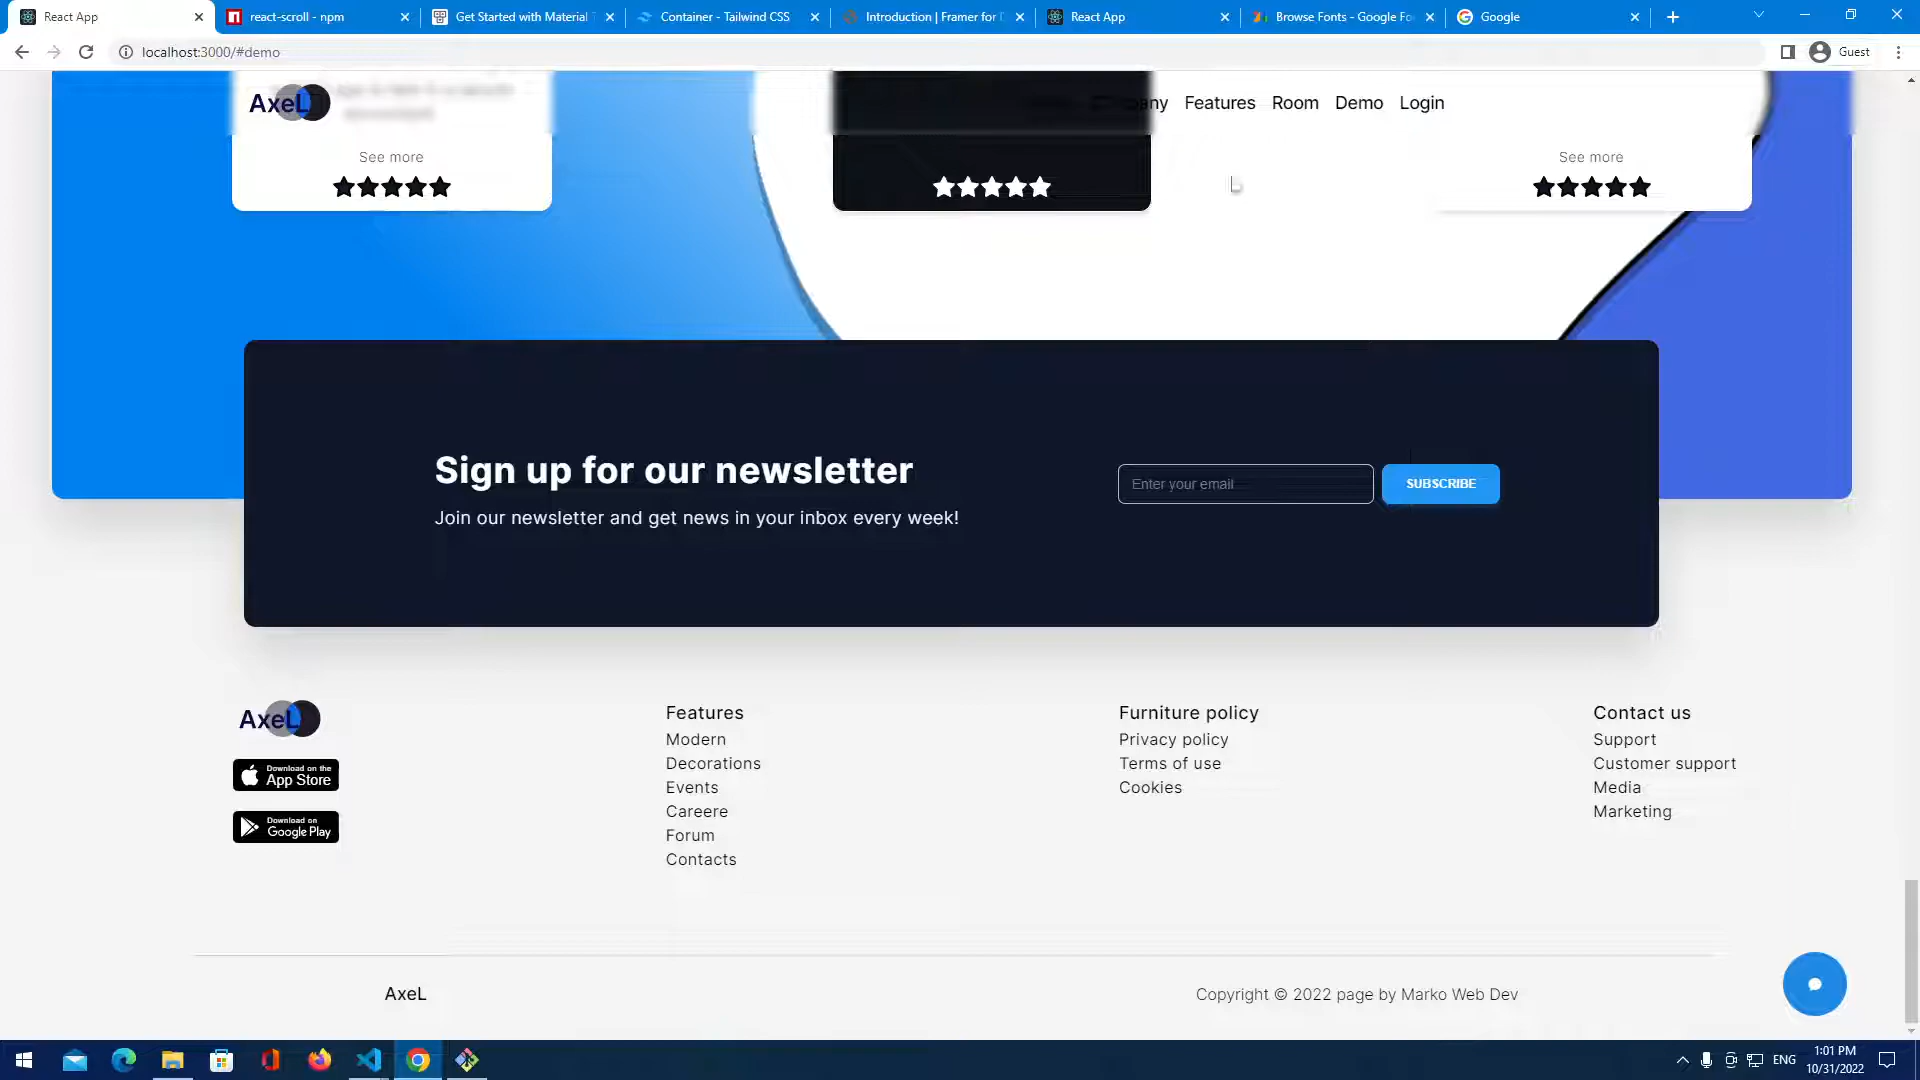 React App
react-scroll - npm
Get Started with Material T
Container - Tailwind CSS
Introduction | Framer for D
React App
Browse Fonts - Google Fo
Google
localhost:3000/#demo
Guest
AxeL
Features Room Demo Login
See more
See more
Sign up for our newsletter
Join our newsletter and get news in your inbox every week!
Enter your email
SUBSCRIBE
AxeL
Download on the
App Store
Download on
Google Play
Features
Modern
Decorations
Events
Careere
Forum
Contacts
Furniture policy
Privacy policy
Terms of use
Cookies
Contact us
Support
Customer support
Media
Marketing
AxeL
Copyright © 2022 page by Marko Web Dev
ENG
1:01 PM
10/31/2022